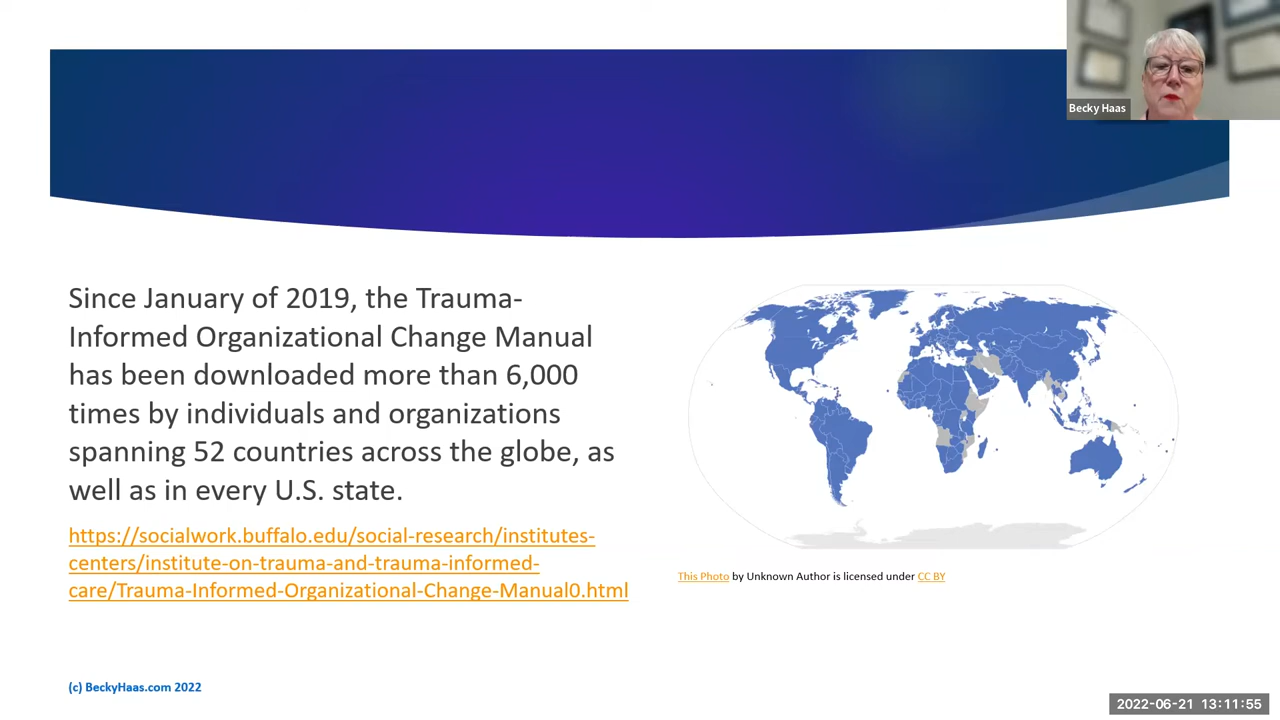 Becky Haas
Since January of 2019, the Trauma-
Informed Organizational Change Manual
has been downloaded more than 6,000
times by individuals and organizations
spanning 52 countries across the globe, as
well as in every U.S. state.
https://socialwork.buffalo.edu/social-research/institutes-
centers/institute-on-trauma-and-trauma-informed-
care/Trauma-Informed-Organizational-Change-Manual0.html
This Photo by Unknown Author is licensed under CC BY
(c) BeckyHaas.com 2022
2022-06-21 13:11:55